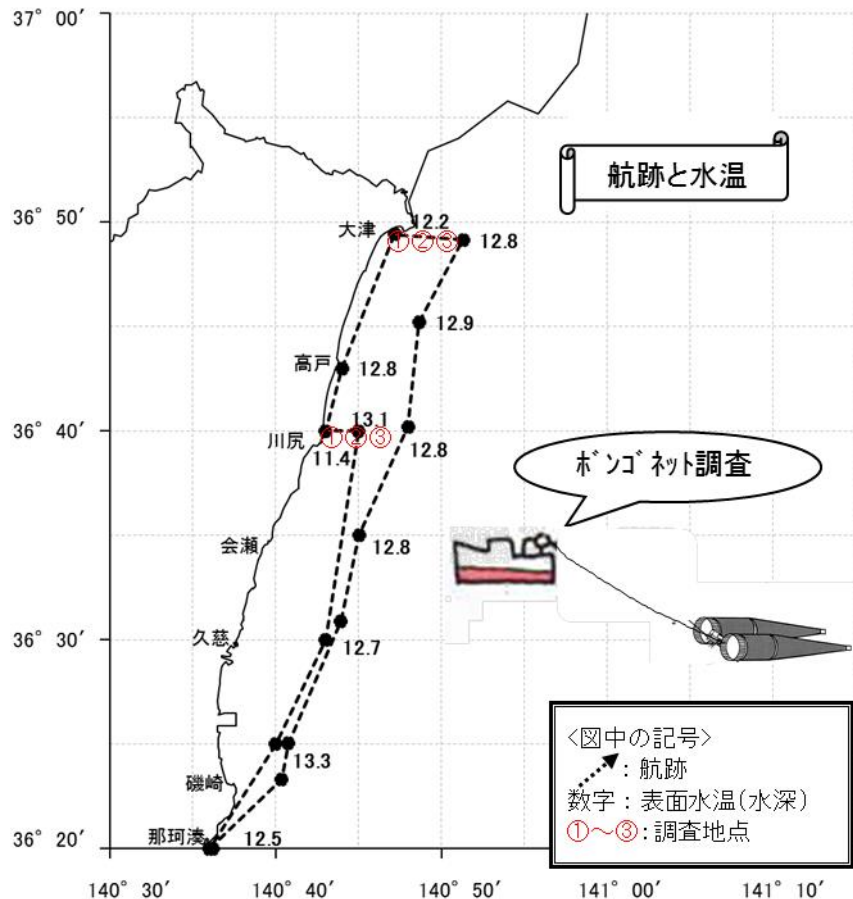 37° 00′
航跡と水温
36° 50′
大津
12.2
①②③
12.8
12.9
高戸
12.8
13.1
36° 40′
川尻
①②③
11.4
12.8
ボンゴネット調査
会瀬
12.8
36° 30′
久慈
12.7
13.3
磯崎
36° 20′
那珂湊
12.5
<図中の記号>
:航跡
数字:表面水温(水深)
①～③:調査地点
140° 30′
140° 40′
140° 50′
141° 00′
141° 10′